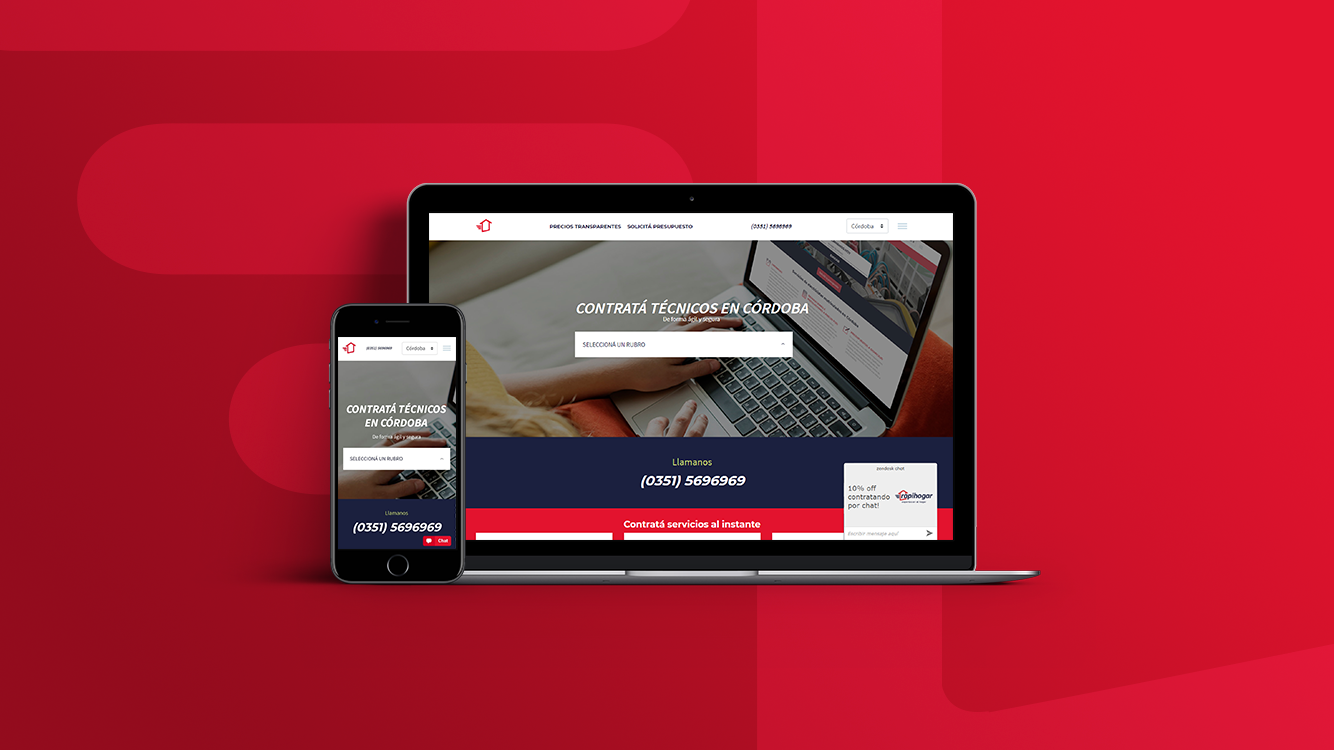 PRECIOS TRANSPARENTES SOLICITÁ PRESUPUESTO (0351) 5696969 Córdoba
CONTRATÁ TÉCNICOS EN CÓRDOBA
De forma ágil y segura
SELECCIONÁ UN RUBRO
Llamanos
(0351) 5696969
zendesk chat
10% off
contratando
por chat!
rapihogar
Escribir mensaje aquí
Contratá servicios al instante
Córdoba
CONTRATÁ TÉCNICOS
EN CÓRDOBA
De forma ágil y segura
SELECCIONÁ UN RUBRO
Llamanos
(0351) 5696969
Chat